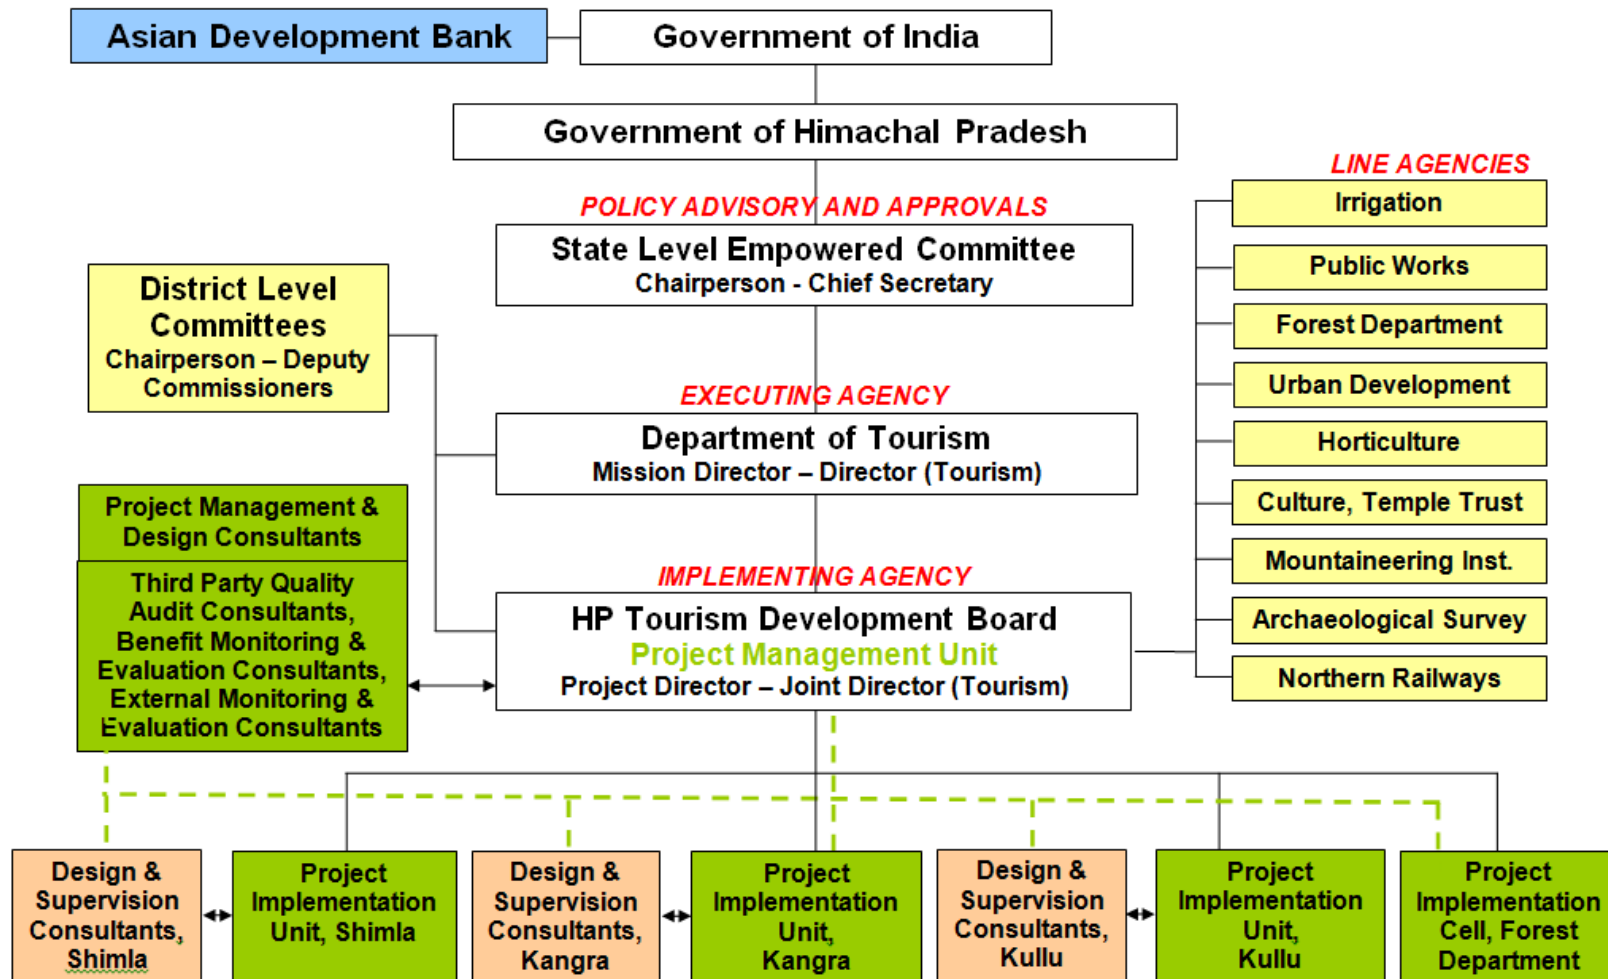 Asian Development Bank
Government of India
Government of Himachal Pradesh
POLICY ADVISORY AND APPROVALS
State Level Empowered Committee
Chairperson - Chief Secretary
District Level
Committees
Chairperson – Deputy
Commissioners
EXECUTING AGENCY
Department of Tourism
Mission Director – Director (Tourism)
Project Management &
Design Consultants
Third Party Quality
Audit Consultants,
Benefit Monitoring &
Evaluation Consultants,
External Monitoring &
Evaluation Consultants
IMPLEMENTING AGENCY
HP Tourism Development Board
Project Management Unit
Project Director – Joint Director (Tourism)
LINE AGENCIES
Irrigation
Public Works
Forest Department
Urban Development
Horticulture
Culture, Temple Trust
Mountaineering Inst.
Archaeological Survey
Northern Railways
Design &
Supervision
Consultants,
Shimla
Project
Implementation
Unit, Shimla
Design &
Supervision
Consultants,
Kangra
Project
Implementation
Unit,
Kangra
Design &
Supervision
Consultants,
Kullu
Project
Implementation
Unit,
Kullu
Project
Implementation
Cell, Forest
Department